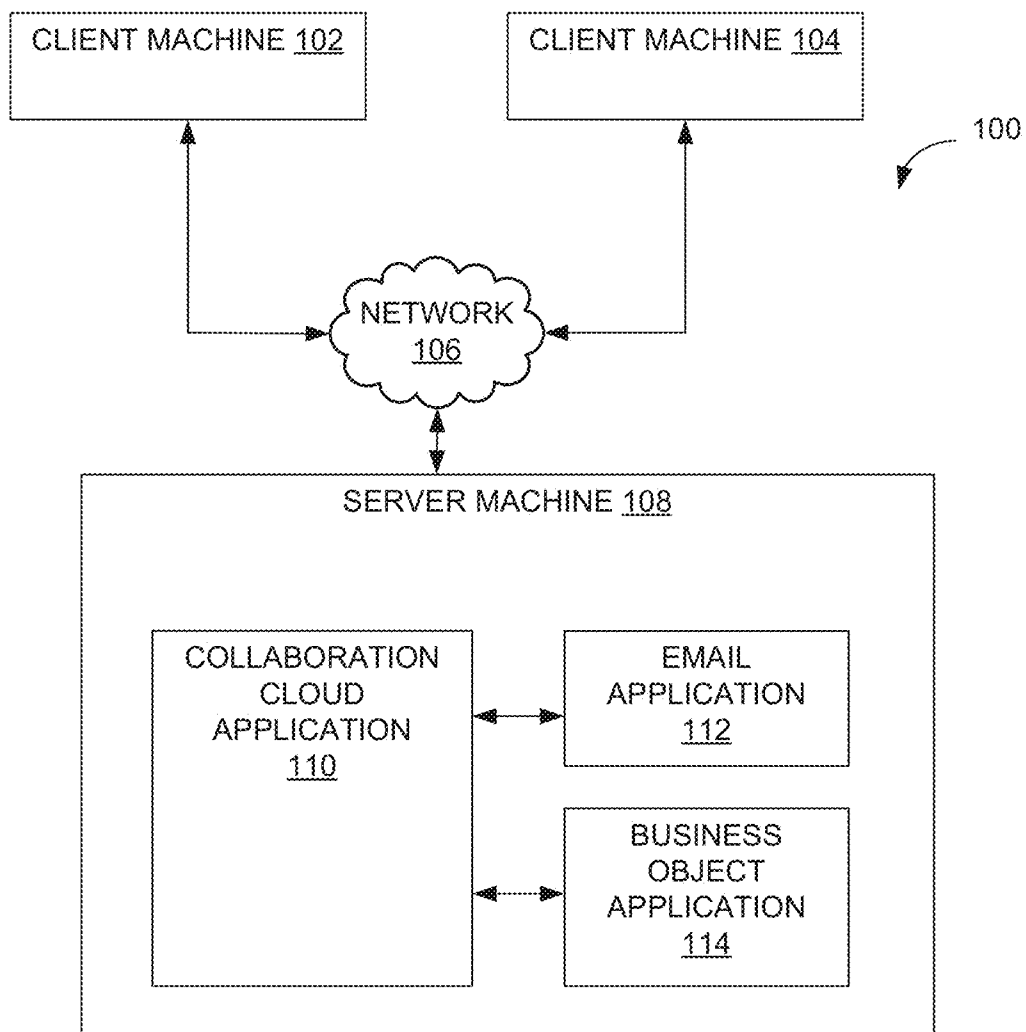 CLIENT MACHINE 102
CLIENT MACHINE 104
100
NETWORK
106
SERVER MACHINE 108
COLLABORATION
CLOUD
APPLICATION
110
EMAIL
APPLICATION
112
BUSINESS
OBJECT
APPLICATION
114